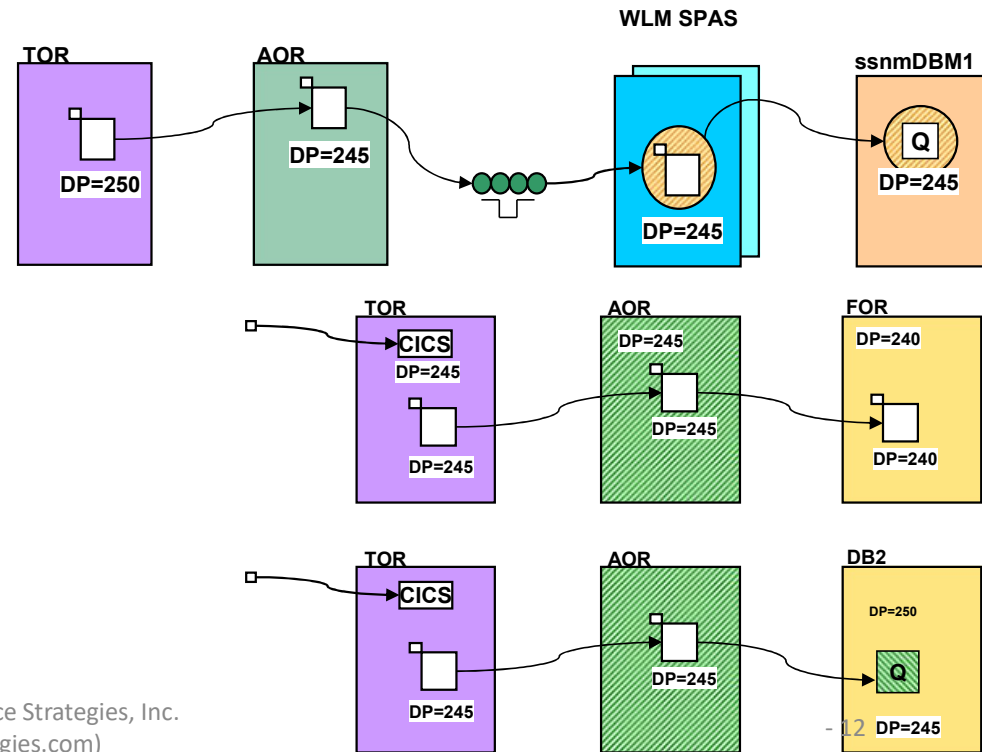 WLM SPAS
TOR
AOR
ssnmDBM1
DP=250
DP=245
DP=245
Q
DP=245
TOR
AOR
FOR
CICS
DP=245
DP=245
DP=240
DP=245
DP=245
DP=240
TOR
AOR
DB2
CICS
DP=250
Q
DP=245
DP=245
DP=245
ce Strategies, Inc.
gies.com)
- 12